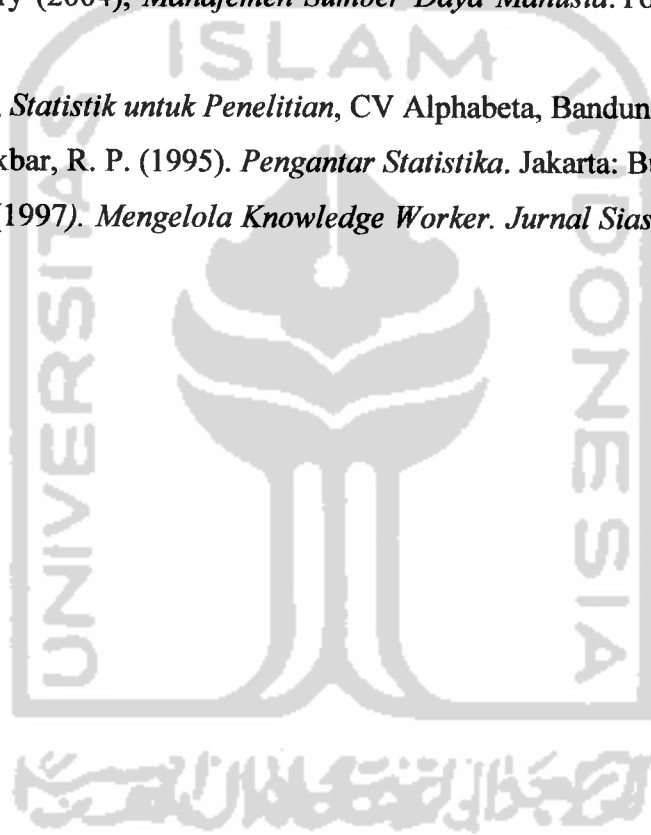 (2004), Manajemen Sumber Daya Manusia.
Statistik untuk Penelitian, CV Alphabeta, Bandun
kbar, R. P. (1995). Pengantar Statistika. Jakarta: B
(1997). Mengelola Knowledge Worker. Jurnal Sias
UNIVERSITAS
ISLAM
INDONESIA